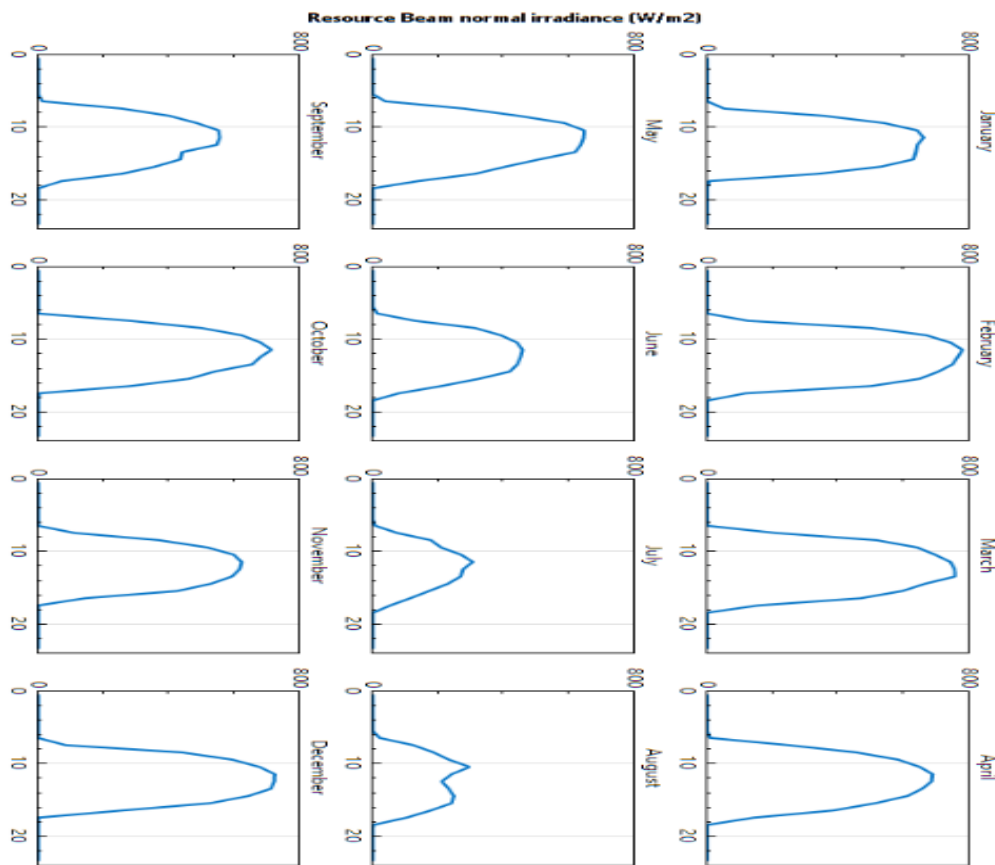 Resource Beam normal irradiance (W/m2)
January February March April
800 800 800 800
0 0 0 0
0 10 20 0 10 20 0 10 20 0 10 20
May June July August
800 800 800 800
0 0 0 0
0 10 20 0 10 20 0 10 20 0 10 20
September October November December
800 800 800 800
0 0 0 0
0 10 20 0 10 20 0 10 20 0 10 20